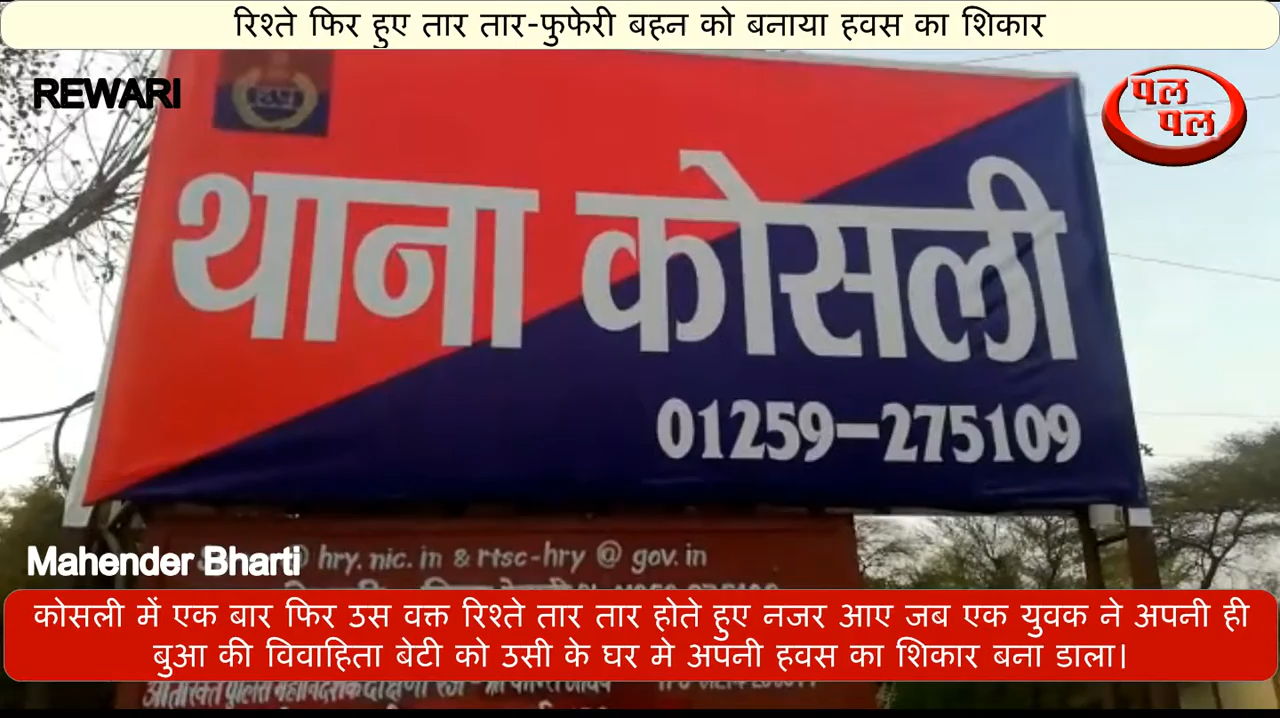 रिश्ते फिर हुए तार तार-फुफेरी बहन को बनाया हवस का शिकार
REWARI
पल
पल
थाना कोसली
01259-275109
Mahender Bharti
@ hry.nic.in & rtsc-hry @ gov.in
कोसली में एक बार फिर उस वक्त रिश्ते तार तार होते हुए नजर आए जब एक युवक ने अपनी ही
बुआ की विवाहिता बेटी को उसी के घर मे अपनी हवस का शिकार बना डाला।